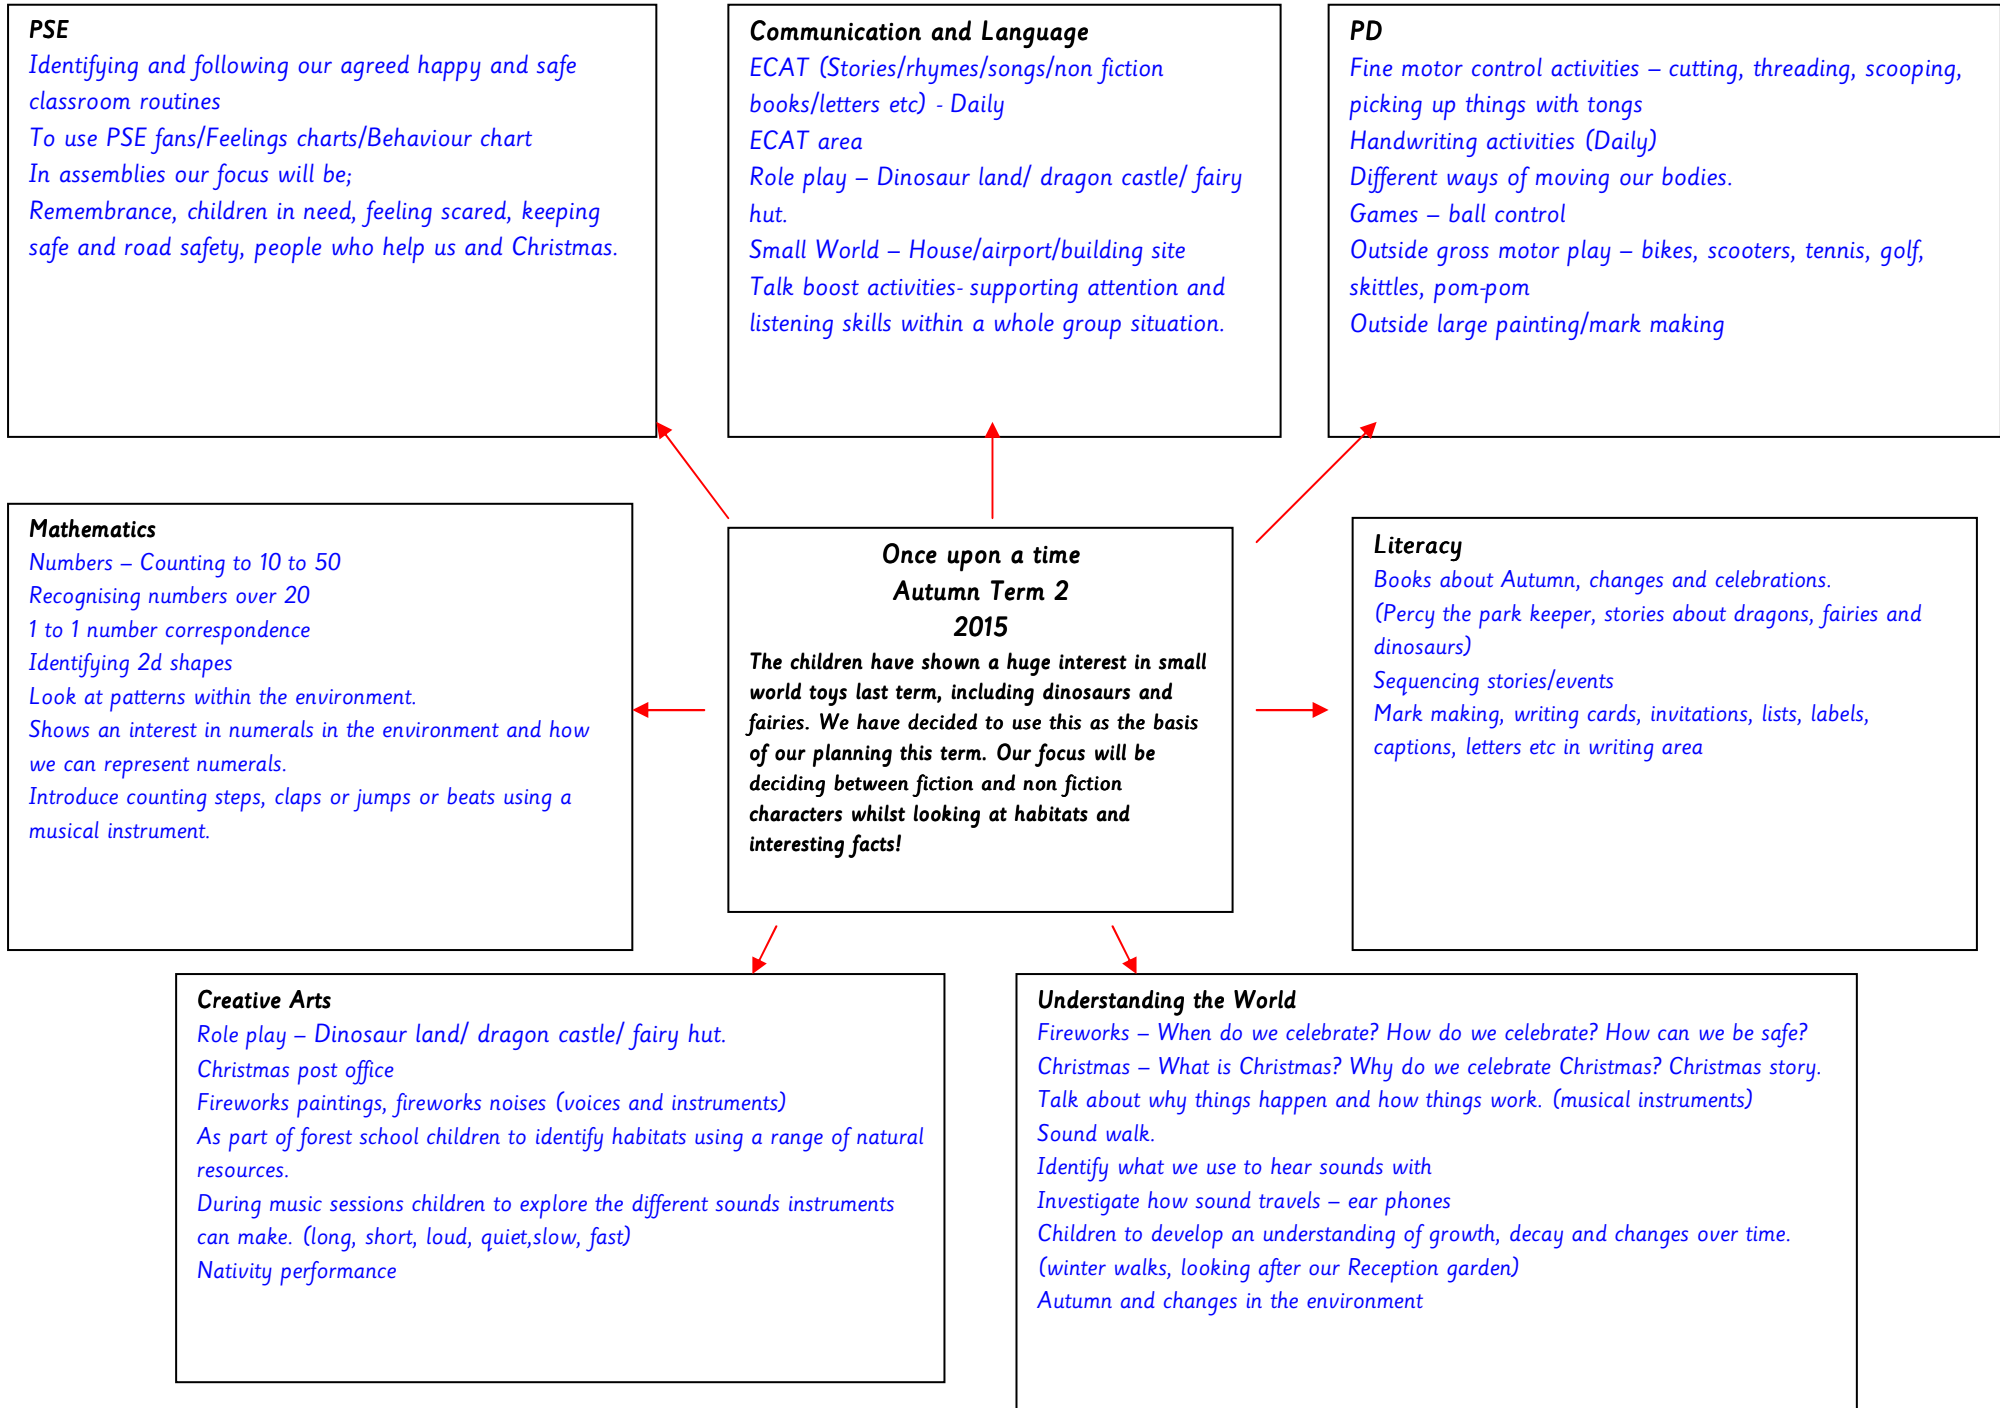 PSE
Identifying and following our agreed happy and safe
classroom routines
To use PSE fans/Feelings charts/Behaviour chart
In assemblies our focus will be;
Remembrance, children in need, feeling scared, keeping
safe and road safety, people who help us and Christmas.
Communication and Language
ECAT (Stories/rhymes/songs/non fiction
books/letters etc) - Daily
ECAT area
Role play – Dinosaur land/ dragon castle/ fairy
hut.
Small World – House/airport/building site
Talk boost activities- supporting attention and
listening skills within a whole group situation.
PD
Fine motor control activities – cutting, threading, scooping,
picking up things with tongs
Handwriting activities (Daily)
Different ways of moving our bodies.
Games – ball control
Outside gross motor play – bikes, scooters, tennis, golf,
skittles, pom-pom
Outside large painting/mark making
Mathematics
Numbers – Counting to 10 to 50
Recognising numbers over 20
1 to 1 number correspondence
Identifying 2d shapes
Look at patterns within the environment.
Shows an interest in numerals in the environment and how
we can represent numerals.
Introduce counting steps, claps or jumps or beats using a
musical instrument.
Once upon a time
Autumn Term 2
2015
The children have shown a huge interest in small
world toys last term, including dinosaurs and
fairies. We have decided to use this as the basis
of our planning this term. Our focus will be
deciding between fiction and non fiction
characters whilst looking at habitats and
interesting facts!
Literacy
Books about Autumn, changes and celebrations.
(Percy the park keeper, stories about dragons, fairies and
dinosaurs)
Sequencing stories/events
Mark making, writing cards, invitations, lists, labels,
captions, letters etc in writing area
Creative Arts
Role play – Dinosaur land/ dragon castle/ fairy hut.
Christmas post office
Fireworks paintings, fireworks noises (voices and instruments)
As part of forest school children to identify habitats using a range of natural
resources.
During music sessions children to explore the different sounds instruments
can make. (long, short, loud, quiet,slow, fast)
Nativity performance
Understanding the World
Fireworks – When do we celebrate? How do we celebrate? How can we be safe?
Christmas – What is Christmas? Why do we celebrate Christmas? Christmas story.
Talk about why things happen and how things work. (musical instruments)
Sound walk.
Identify what we use to hear sounds with
Investigate how sound travels – ear phones
Children to develop an understanding of growth, decay and changes over time.
(winter walks, looking after our Reception garden)
Autumn and changes in the environment